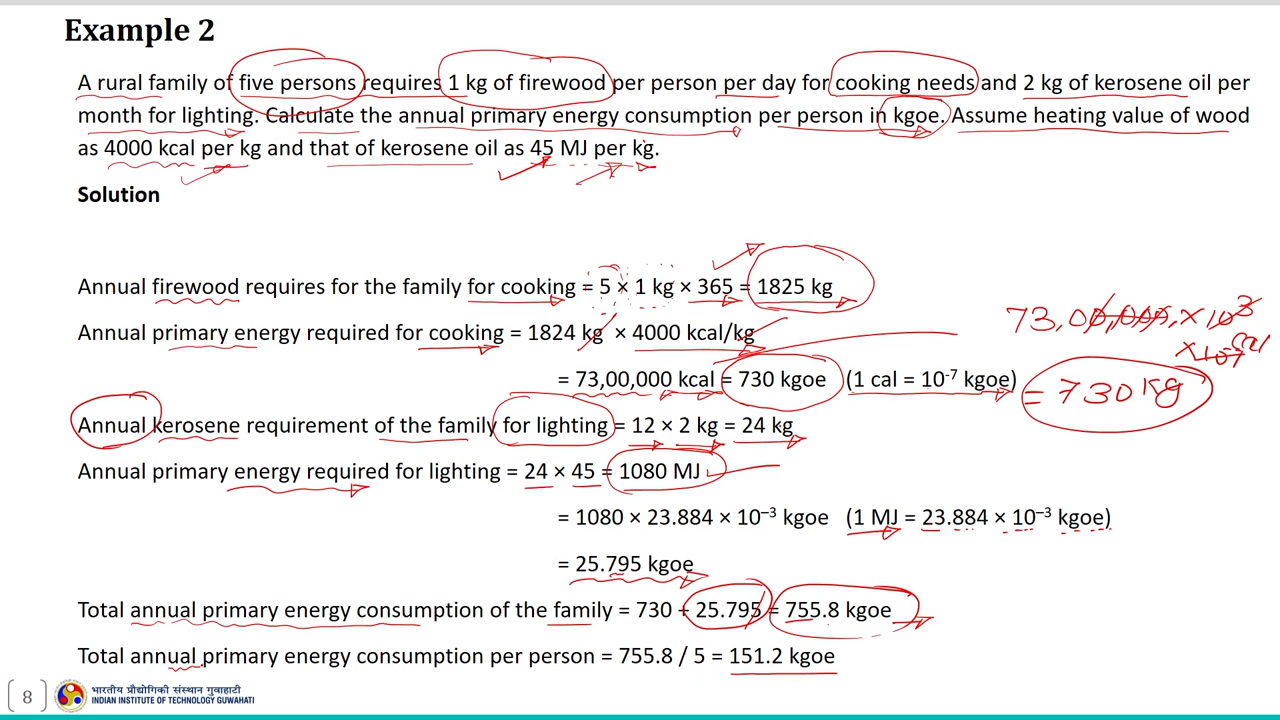 Example 2
A rural family of five persons requires 1 kg of firewood per person per day for cooking needs and 2 kg of kerosene oil per
month for lighting. Calculate the annual primary energy consumption per person in kgoe. Assume heating value of wood
as 4000 kcal per kg and that of kerosene oil as 45 MJ per kg.
Solution
Annual firewood requires for the family for cooking = 5 × 1 kg × 365 = 1825 kg
Annual primary energy required for cooking = 1824 kg × 4000 kcal/kg
= 73,00,000 kcal = 730 kgoe (1 cal = 10⁻⁷ kgoe)
73,00,000, × 10³ cal
× 10⁻⁷
= 730 kg
Annual kerosene requirement of the family for lighting = 12 × 2 kg = 24 kg
Annual primary energy required for lighting = 24 × 45 = 1080 MJ
= 1080 × 23.884 × 10⁻³ kgoe (1 MJ = 23.884 × 10⁻³ kgoe)
= 25.795 kgoe
Total annual primary energy consumption of the family = 730 + 25.795 = 755.8 kgoe
Total annual primary energy consumption per person = 755.8 / 5 = 151.2 kgoe
8
भारतीय प्रौद्योगिकी संस्थान गुवाहाटी
INDIAN INSTITUTE OF TECHNOLOGY GUWAHATI